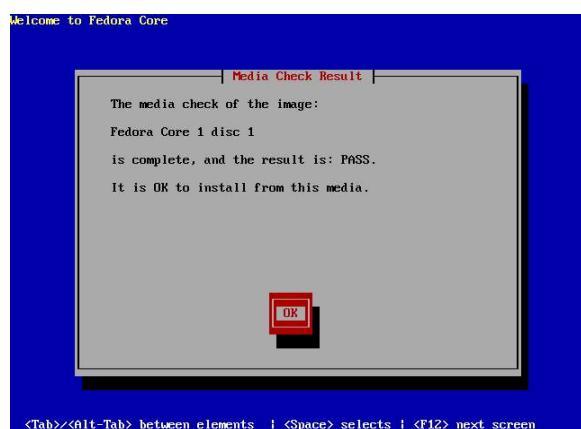 Welcome to Fedora Core
Media Check Result
The media check of the image:
Fedora Core 1 disc 1
is complete, and the result is: PASS.
It is OK to install from this media.
OK
<Tab>/<Alt-Tab> between elements | <Space> selects | <F12> next screen